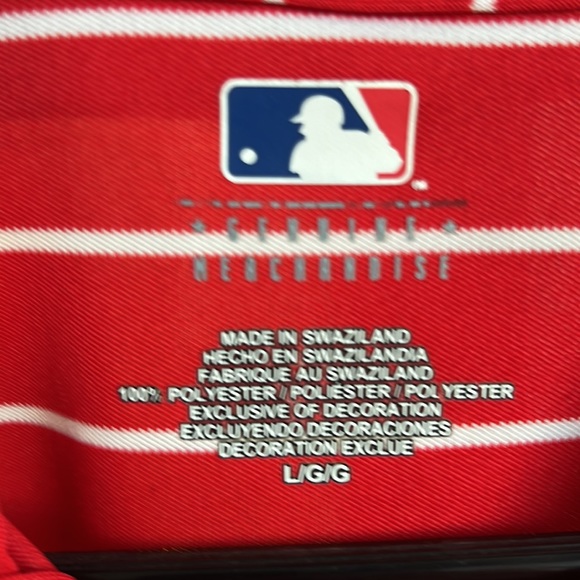 GENUINE
MERCHANDISE
MADE IN SWAZILAND
HECHO EN SWAZILANDIA
FABRIQUE AU SWAZILAND
100% POLYESTER / POLIÉSTER / POLYESTER
EXCLUSIVE OF DECORATION
EXCLUYENDO DECORACIONES
DECORATION EXCLUE
L/G/G